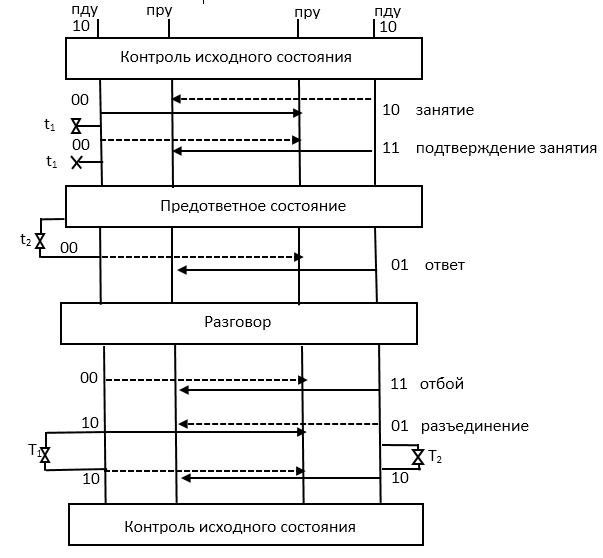 пду пру пру пду
10 10
Контроль исходного состояния
00
10 занятие
t1
00
11 подтверждение занятия
t1
Предответное состояние
t2
00
01 ответ
Разговор
00
11 отбой
10
01 разъединение
T1
T2
10 10
Контроль исходного состояния